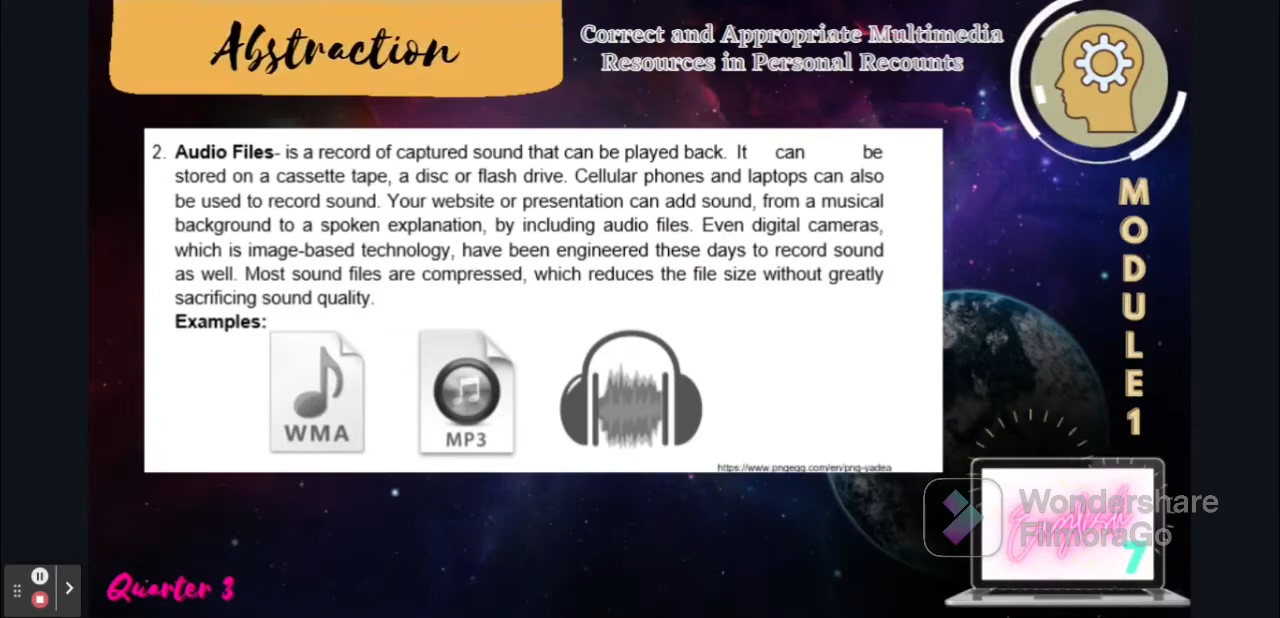 Abstraction
Correct and Appropriate Multimedia
Resources in Personal Recounts
2. Audio Files- is a record of captured sound that can be played back. It can be
stored on a cassette tape, a disc or flash drive. Cellular phones and laptops can also
be used to record sound. Your website or presentation can add sound, from a musical
background to a spoken explanation, by including audio files. Even digital cameras,
which is image-based technology, have been engineered these days to record sound
as well. Most sound files are compressed, which reduces the file size without greatly
sacrificing sound quality.
Examples:
WMA
MP3
https://www.pngegg.com/en/png-yadea
MODULE1
Wondershare
FilmoraGo
English
7
Quarter 3